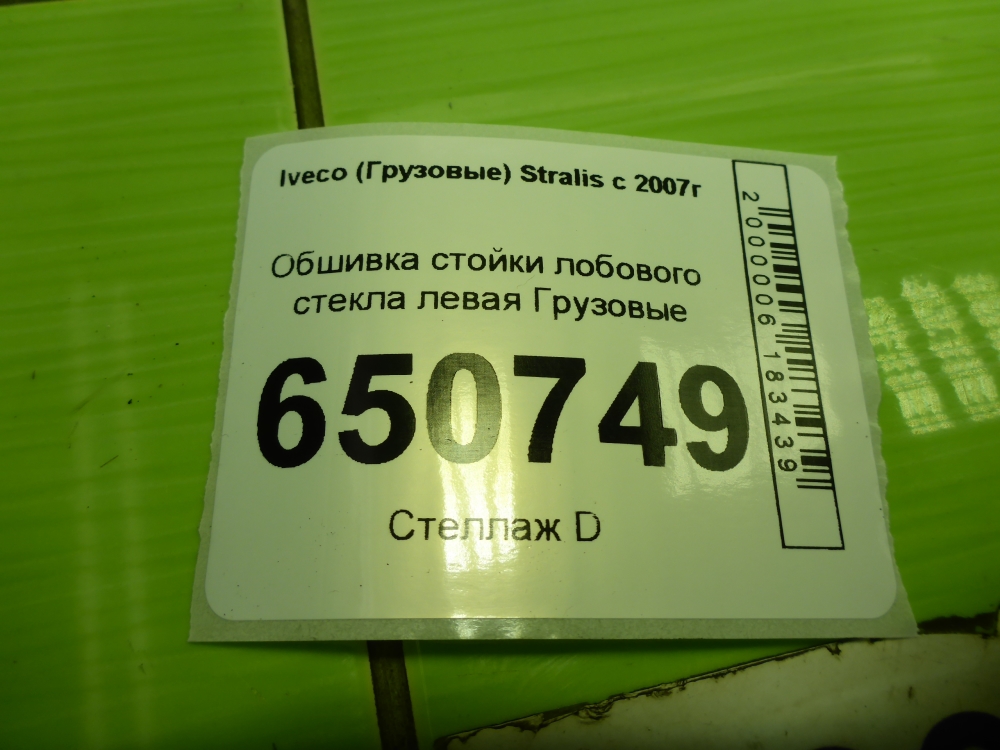 Iveco (Грузовые) Stralis с 2007г
Обшивка стойки лобового
стекла левая Грузовые
650749
Стеллаж D
2000006183439